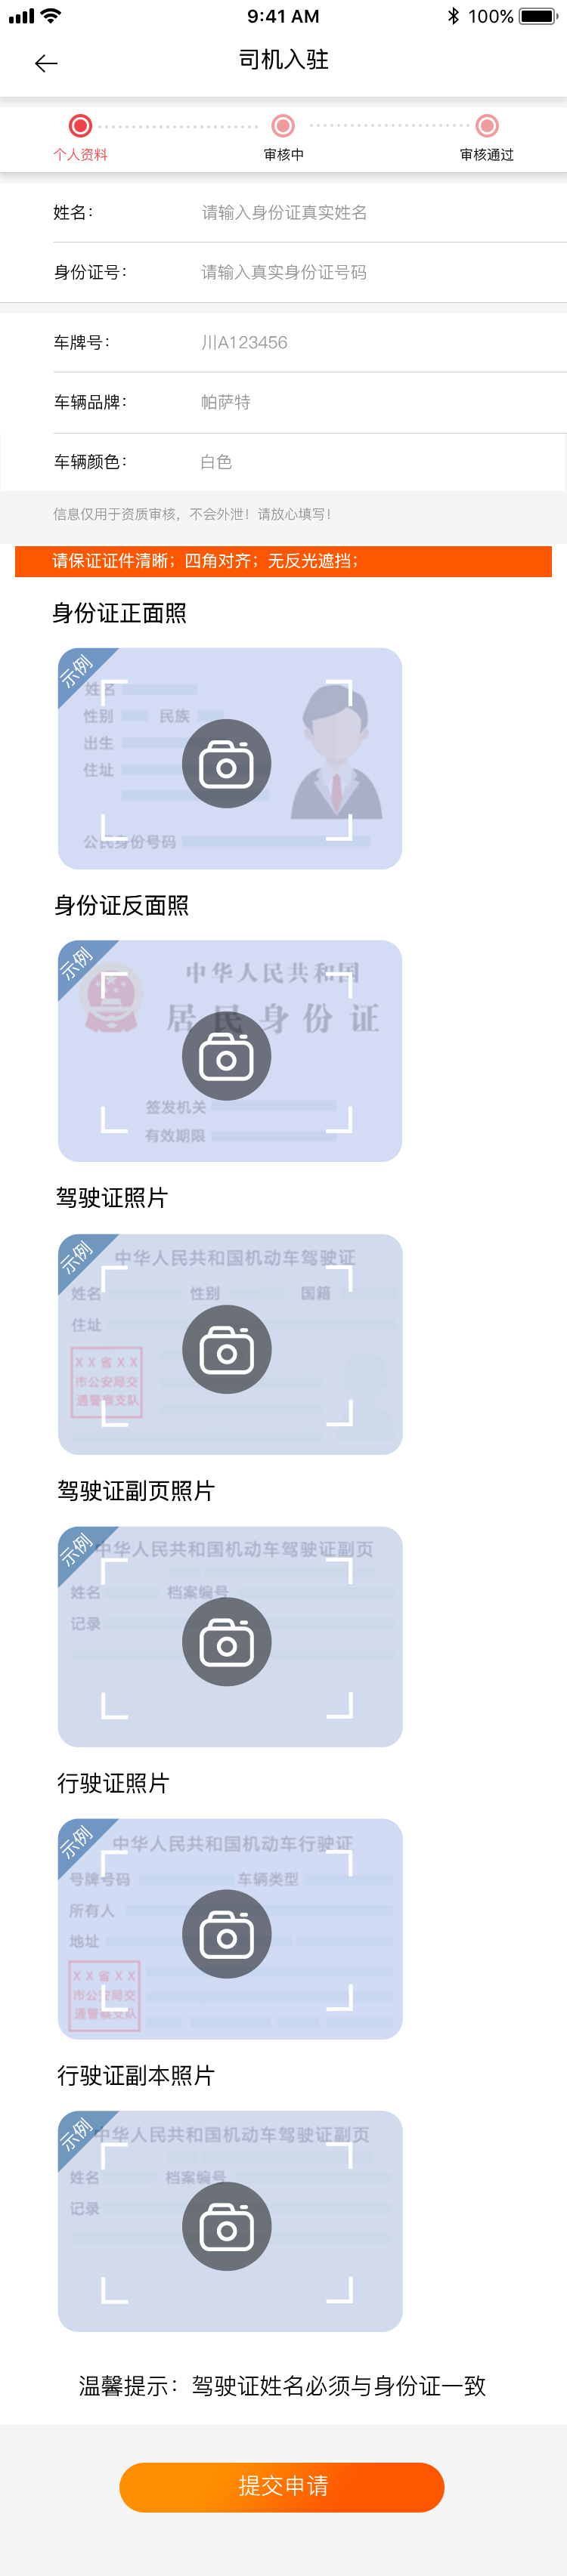 9:41 AM
100%
司机入驻
个人资料
审核中
审核通过
姓名：
请输入身份证真实姓名
身份证号：
请输入真实身份证号码
车牌号：
川A123456
车辆品牌：
帕萨特
车辆颜色：
白色
信息仅用于资质审核，不会外泄！请放心填写！
请保证证件清晰；四角对齐；无反光遮挡；
身份证正面照
示例
姓名
性别 民族
出生
住址
公民身份号码
身份证反面照
示例
中华人民共和国
居民身份证
签发机关
有效期限
驾驶证照片
示例
中华人民共和国机动车驾驶证
姓名 性别 国籍
住址
XX省XX
市公安局交
通警察支队
驾驶证副页照片
示例
中华人民共和国机动车驾驶证副页
姓名 档案编号
记录
行驶证照片
示例
中华人民共和国机动车行驶证
号牌号码 车辆类型
所有人
地址
XX省XX
市公安局交
通警察支队
行驶证副本照片
示例
中华人民共和国机动车驾驶证副页
姓名 档案编号
记录
温馨提示：驾驶证姓名必须与身份证一致
提交申请